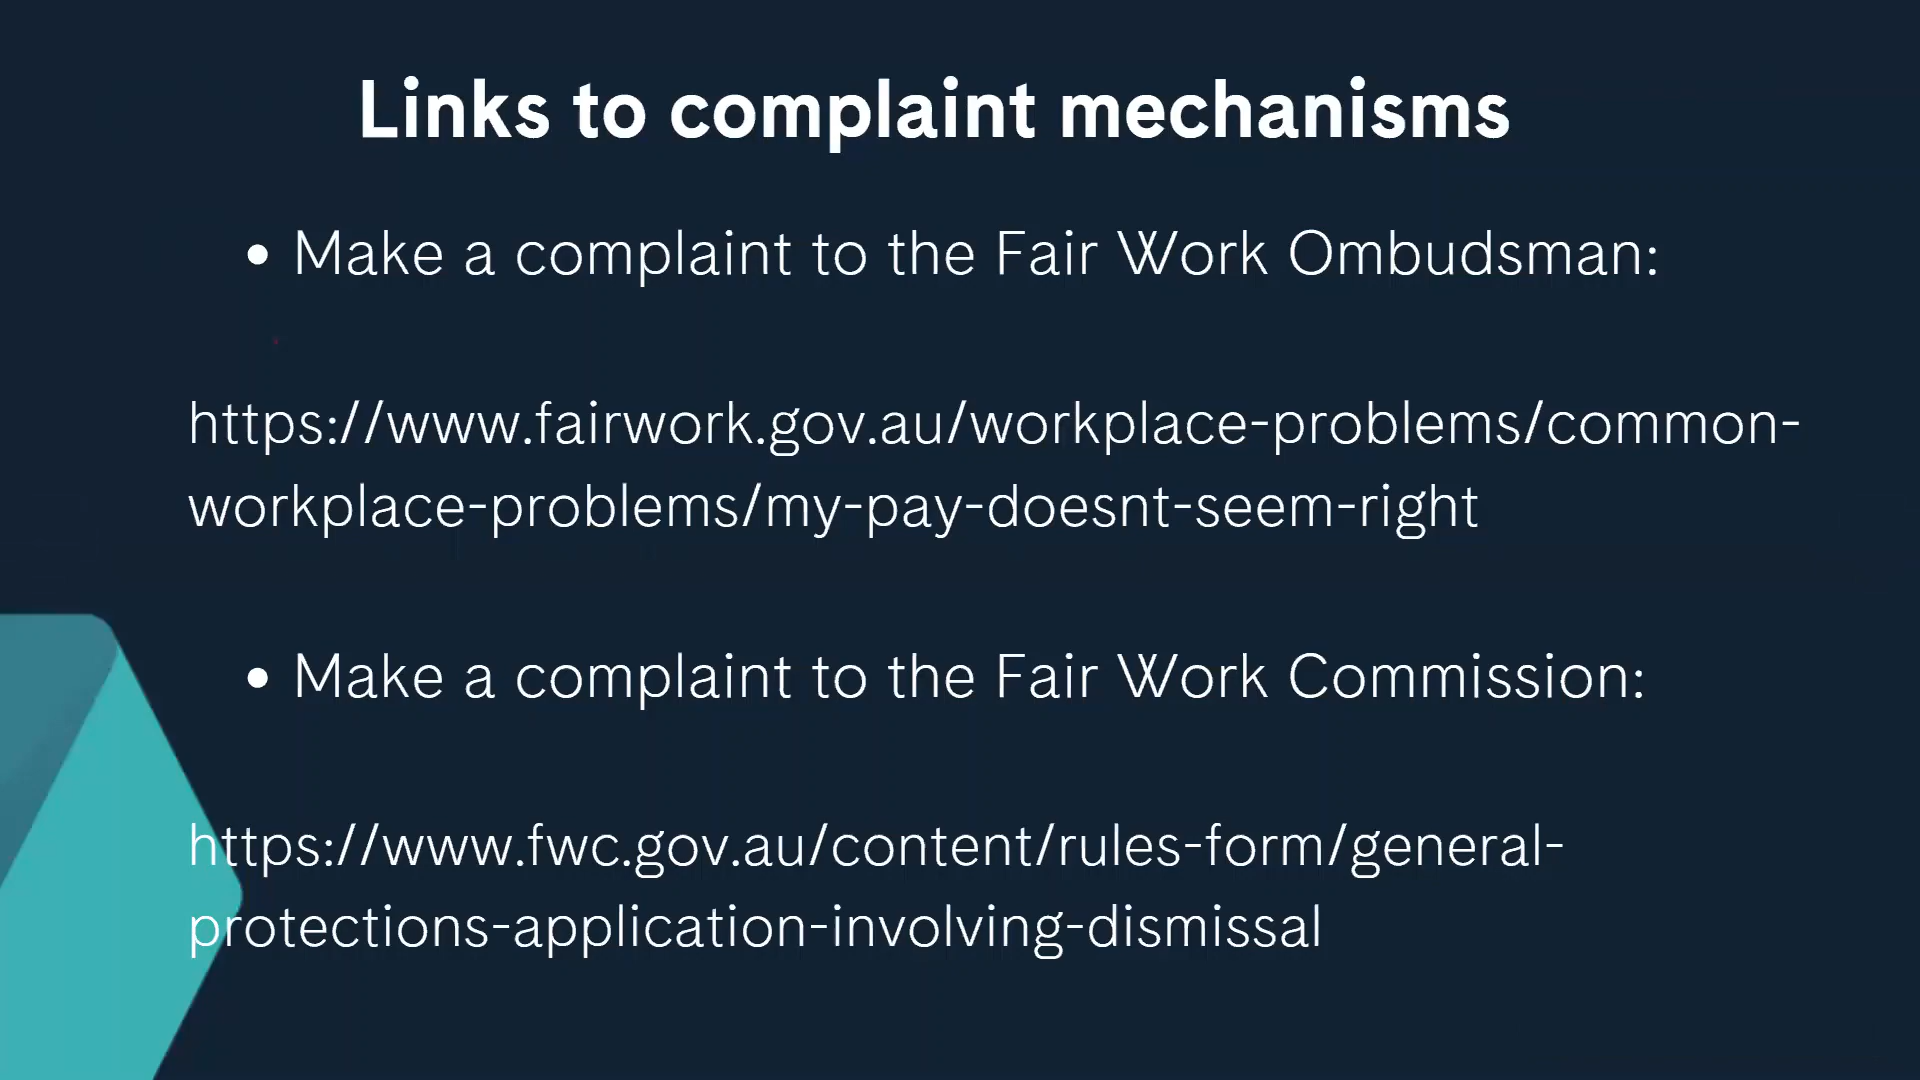 Links to complaint mechanisms
• Make a complaint to the Fair Work Ombudsman:
https://www.fairwork.gov.au/workplace-problems/common-
workplace-problems/my-pay-doesnt-seem-right
• Make a complaint to the Fair Work Commission:
https://www.fwc.gov.au/content/rules-form/general-
protections-application-involving-dismissal